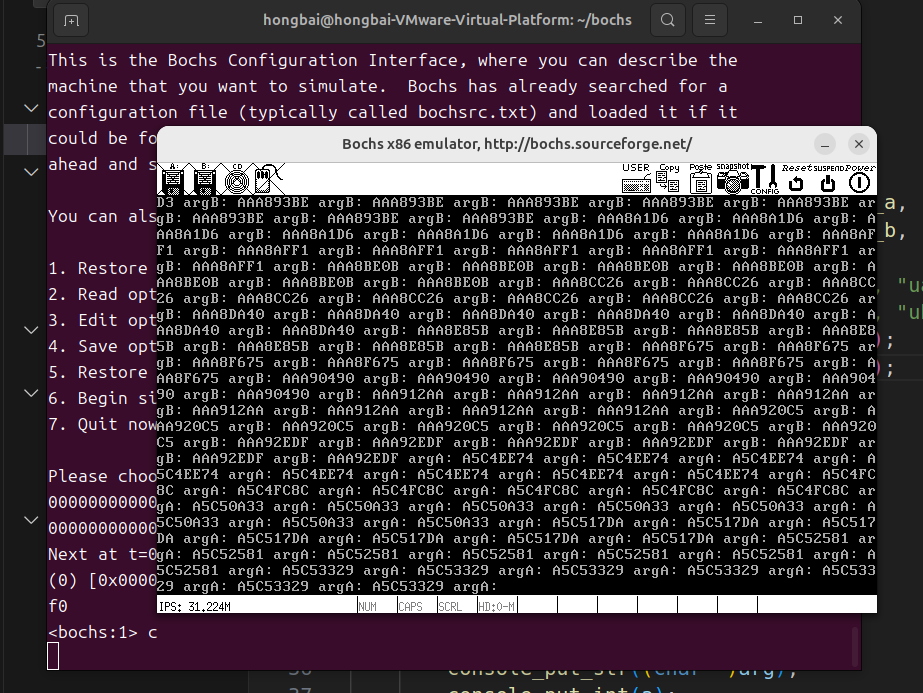 hongbai@hongbai-VMware-Virtual-Platform: ~/bochs
5
This is the Bochs Configuration Interface, where you can describe the
machine that you want to simulate.  Bochs has already searched for a
configuration file (typically called bochsrc.txt) and loaded it if it
could be fo
ahead and s
You can als
1. Restore
2. Read opt
3. Edit opt
4. Save opt
5. Restore
6. Begin si
7. Quit now
Please choo
00000000000
00000000000
Next at t=0
(0) [0x0000
f0
<bochs:1> c
Bochs x86 emulator, http://bochs.sourceforge.net/
A: B: CD USER Copy Paste snapshot CONFIG Reset SUSPEND Power
D3 argB: AAA893BE argB: AAA893BE argB: AAA893BE argB: AAA893BE argB: AAA893BE ar
gB: AAA893BE argB: AAA893BE argB: AAA893BE argB: AAA8A1D6 argB: AAA8A1D6 argB: A
AA8A1D6 argB: AAA8A1D6 argB: AAA8A1D6 argB: AAA8A1D6 argB: AAA8A1D6 argB: AAA8AF
F1 argB: AAA8AFF1 argB: AAA8AFF1 argB: AAA8AFF1 argB: AAA8AFF1 argB: AAA8AFF1 ar
gB: AAA8AFF1 argB: AAA8BE0B argB: AAA8BE0B argB: AAA8BE0B argB: AAA8BE0B argB: A
AA8BE0B argB: AAA8BE0B argB: AAA8BE0B argB: AAA8CC26 argB: AAA8CC26 argB: AAA8CC
26 argB: AAA8CC26 argB: AAA8CC26 argB: AAA8CC26 argB: AAA8CC26 argB: AAA8DA40 ar
gB: AAA8DA40 argB: AAA8DA40 argB: AAA8DA40 argB: AAA8DA40 argB: AAA8DA40 argB: A
AA8DA40 argB: AAA8E85B argB: AAA8E85B argB: AAA8E85B argB: AAA8E85B argB: AAA8E8
5B argB: AAA8E85B argB: AAA8E85B argB: AAA8F675 argB: AAA8F675 argB: AAA8F675 ar
gB: AAA8F675 argB: AAA8F675 argB: AAA8F675 argB: AAA8F675 argB: AAA8F675 argB: A
AA8F675 argB: AAA90490 argB: AAA90490 argB: AAA90490 argB: AAA90490 argB: AAA904
90 argB: AAA90490 argB: AAA90490 argB: AAA912AA argB: AAA912AA argB: AAA912AA ar
gB: AAA912AA argB: AAA912AA argB: AAA912AA argB: AAA912AA argB: AAA920C5 argB: A
AA920C5 argB: AAA920C5 argB: AAA920C5 argB: AAA920C5 argB: AAA920C5 argB: AAA920
C5 argB: AAA92EDF argB: AAA92EDF argB: AAA92EDF argB: AAA92EDF argB: AAA92EDF ar
gB: AAA92EDF argB: AAA92EDF argA: A5C4EE74 argA: A5C4EE74 argA: A5C4EE74 argA: A
5C4EE74 argA: A5C4EE74 argA: A5C4EE74 argA: A5C4EE74 argA: A5C4EE74 argA: A5C4FC
8C argA: A5C4FC8C argA: A5C4FC8C argA: A5C4FC8C argA: A5C4FC8C argA: A5C4FC8C ar
gA: A5C50A33 argA: A5C50A33 argA: A5C50A33 argA: A5C50A33 argA: A5C50A33 argA: A
5C50A33 argA: A5C50A33 argA: A5C517DA argA: A5C517DA argA: A5C517DA argA: A5C517
DA argA: A5C517DA argA: A5C517DA argA: A5C517DA argA: A5C52581 argA: A5C52581 ar
gA: A5C52581 argA: A5C52581 argA: A5C52581 argA: A5C52581 argA: A5C52581 argA: A
5C52581 argA: A5C53329 argA: A5C53329 argA: A5C53329 argA: A5C53329 argA: A5C533
29 argA: A5C53329 argA: A5C53329 argA:
IPS: 31.224M NUM CAPS SCRL HD:0-M
_a,
_b,
"ua
"ul
);
);
console_put_int(a);
37